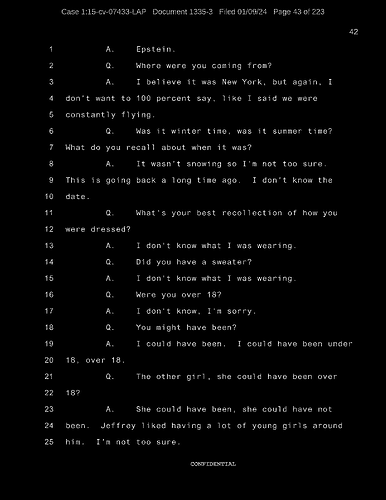 Case 1:15-cv-07433-LAP   Document 1335-3   Filed 01/09/24   Page 43 of 223
42
1 A. Epstein.
2 Q. Where were you coming from?
3 A. I believe it was New York, but again, I
4 don't want to 100 percent say, like I said we were
5 constantly flying.
6 Q. Was it winter time, was it summer time?
7 What do you recall about when it was?
8 A. It wasn't snowing so I'm not too sure.
9 This is going back a long time ago. I don't know the
10 date.
11 Q. What's your best recollection of how you
12 were dressed?
13 A. I don't know what I was wearing.
14 Q. Did you have a sweater?
15 A. I don't know what I was wearing.
16 Q. Were you over 18?
17 A. I don't know, I'm sorry.
18 Q. You might have been?
19 A. I could have been. I could have been under
20 18, over 18.
21 Q. The other girl, she could have been over
22 18?
23 A. She could have been, she could have not
24 been. Jeffrey liked having a lot of young girls around
25 him. I'm not too sure.
CONFIDENTIAL